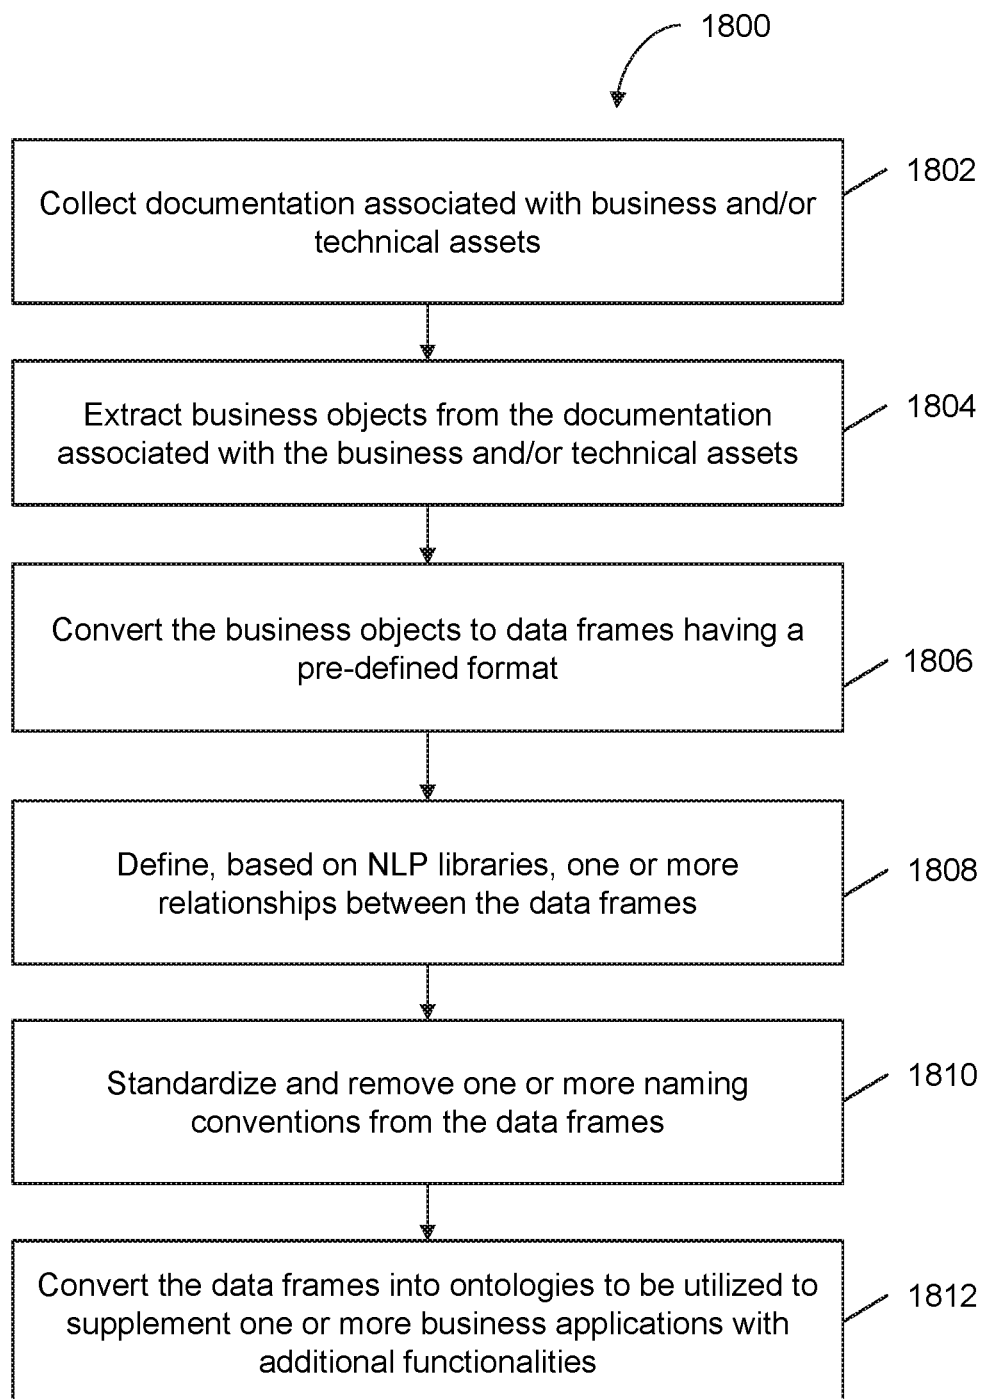 1800
Collect documentation associated with business and/or
technical assets
1802
Extract business objects from the documentation
associated with the business and/or technical assets
1804
Convert the business objects to data frames having a
pre-defined format
1806
Define, based on NLP libraries, one or more
relationships between the data frames
1808
Standardize and remove one or more naming
conventions from the data frames
1810
Convert the data frames into ontologies to be utilized to
supplement one or more business applications with
additional functionalities
1812